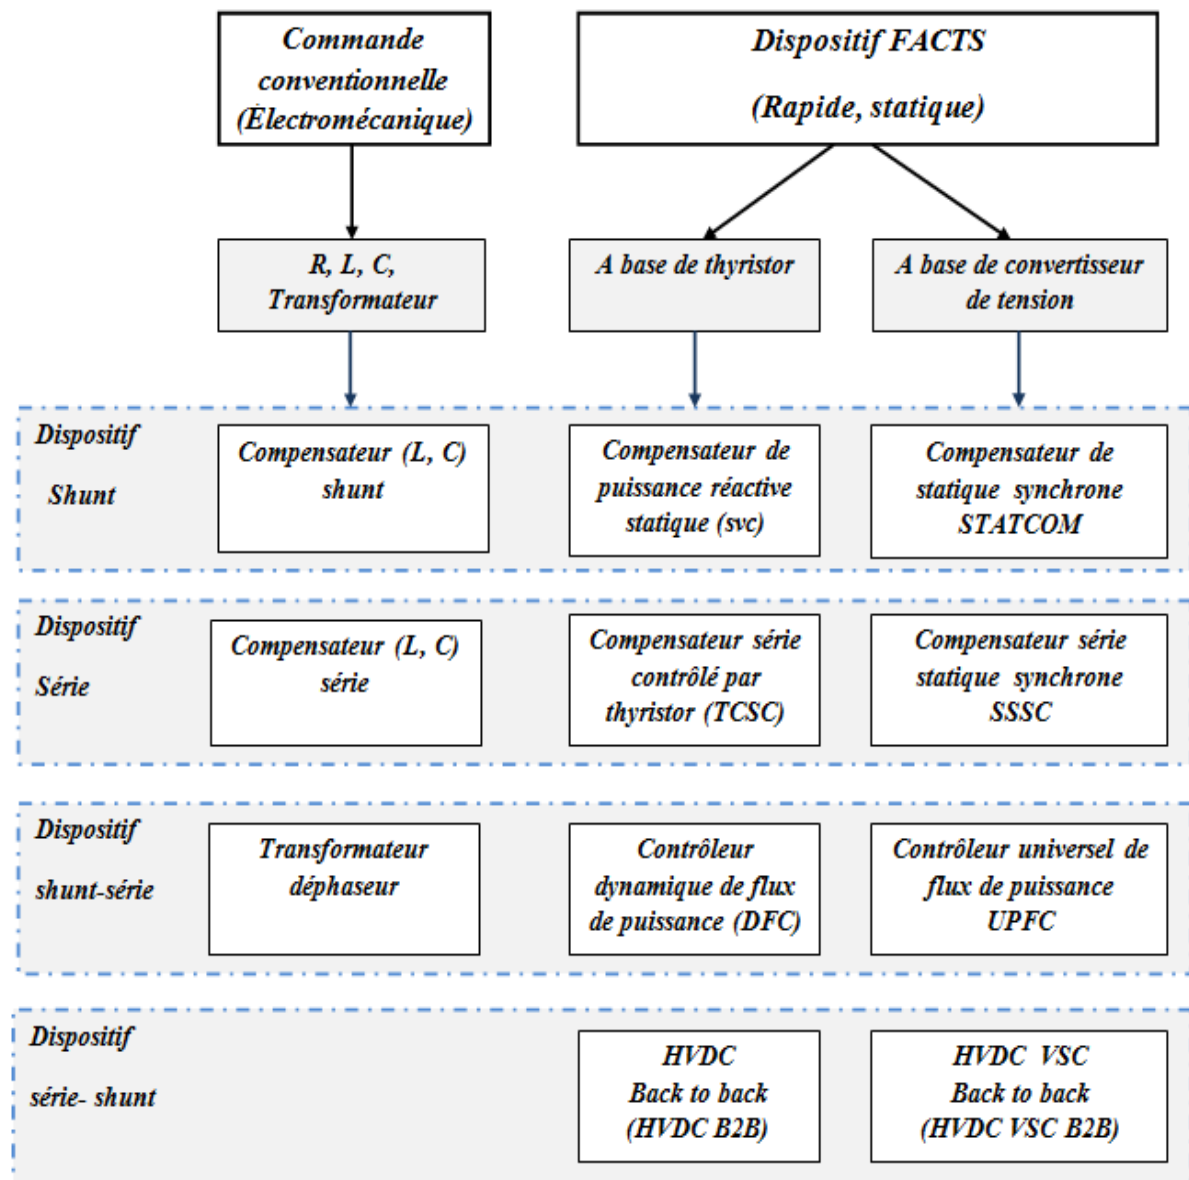 Commande
conventionnelle
(Électromécanique)
Dispositif FACTS
(Rapide, statique)
R, L, C,
Transformateur
A base de thyristor
A base de convertisseur
de tension
Dispositif
Shunt
Compensateur (L, C)
shunt
Compensateur de
puissance réactive
statique (svc)
Compensateur de
statique synchrone
STATCOM
Dispositif
Série
Compensateur (L, C)
série
Compensateur série
contrôlé par
thyristor (TCSC)
Compensateur série
statique synchrone
SSSC
Dispositif
shunt-série
Transformateur
déphaseur
Contrôleur
dynamique de flux
de puissance (DFC)
Contrôleur universel de
flux de puissance
UPFC
Dispositif
série- shunt
HVDC
Back to back
(HVDC B2B)
HVDC VSC
Back to back
(HVDC VSC B2B)